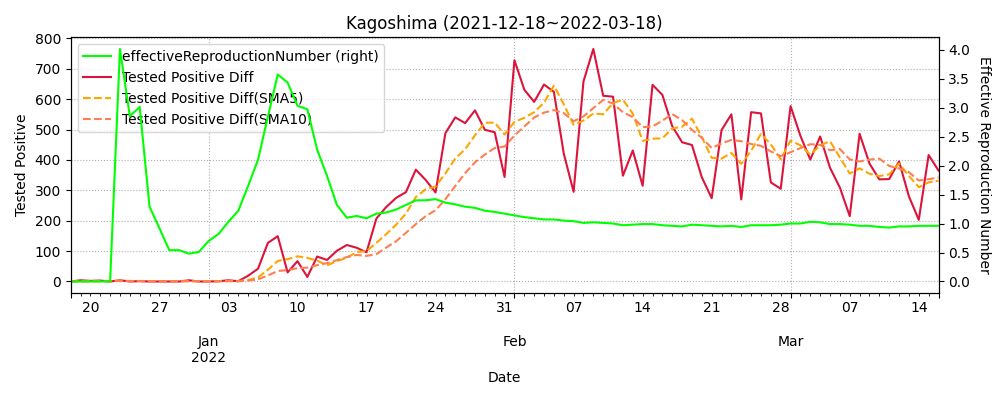 Kagoshima (2021-12-18~2022-03-18)
effectiveReproductionNumber (right)
Tested Positive Diff
Tested Positive Diff(SMA5)
Tested Positive Diff(SMA10)
Tested Positive
800
700
600
500
400
300
200
100
0
4.0
3.5
3.0
2.5
2.0
1.5
1.0
0.5
0.0
Effective Reproduction Number
20 27 03 10 17 24 31 07 14 21 28 07 14
Jan Feb Mar
2022
Date